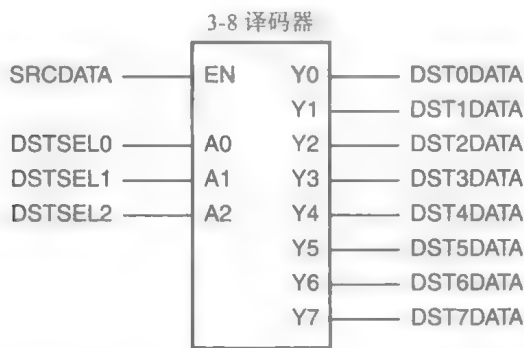 3-8 译码器
SRCDATA EN Y0 DST0DATA
Y1 DST1DATA
DSTSEL0 A0 Y2 DST2DATA
DSTSEL1 A1 Y3 DST3DATA
DSTSEL2 A2 Y4 DST4DATA
Y5 DST5DATA
Y6 DST6DATA
Y7 DST7DATA